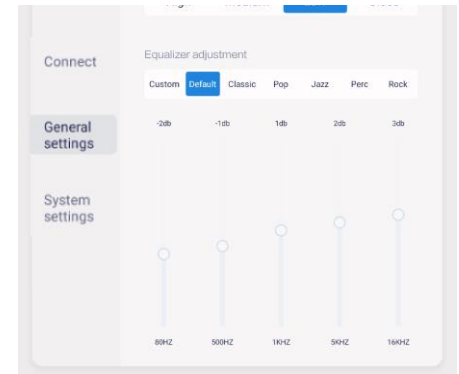 Connect
Equalizer adjustment
Custom Default Classic Pop Jazz Perc Rock
General
settings
-2db -1db 1db 2db 3db
System
settings
80HZ 500HZ 1KHZ 5KHZ 16KHZ